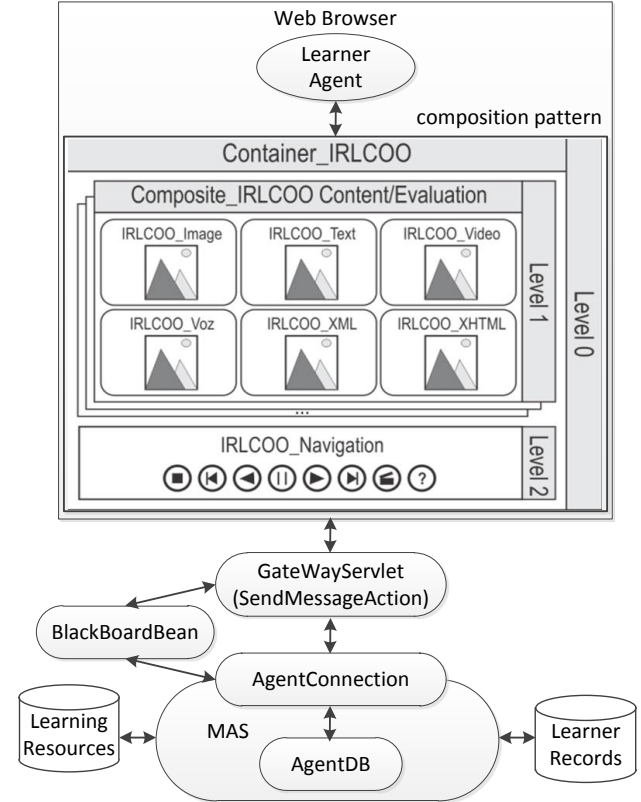 Web Browser
Learner
Agent
composition pattern
Container_IRLCOO
Composite_IRLCOO Content/Evaluation
IRLCOO_Image
IRLCOO_Text
IRLCOO_Video
IRLCOO_Voz
IRLCOO_XML
IRLCOO_XHTML
Level 1
Level 0
...
IRLCOO_Navigation
?
Level 2
GateWayServlet
(SendMessageAction)
BlackBoardBean
AgentConnection
Learning
Resources
MAS
AgentDB
Learner
Records